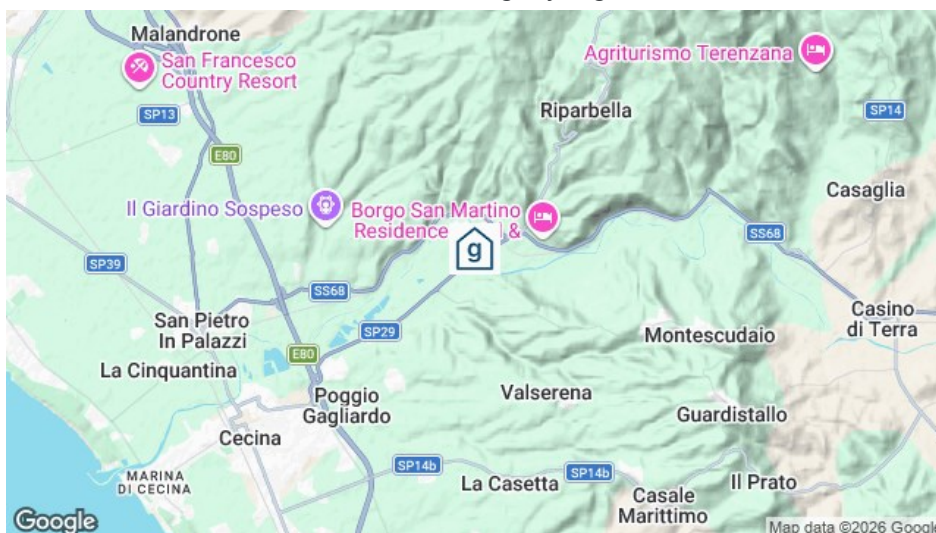 Malandrone
San Francesco
Country Resort
Agriturismo Terenzana
SP13
Riparbella
SP14
E80
Casaglia
Il Giardino Sospeso
Borgo San Martino
Residence
&
g
SS68
SP39
SS68
Casino
di Terra
San Pietro
In Palazzi
SP29
Montescudaio
La Cinquantina
E80
Poggio
Gagliardo
Valserena
Guardistallo
Cecina
MARINA
DI CECINA
SP14b
SP14b
La Casetta
Il Prato
Casale
Marittimo
Google
Map data ©2026 Google